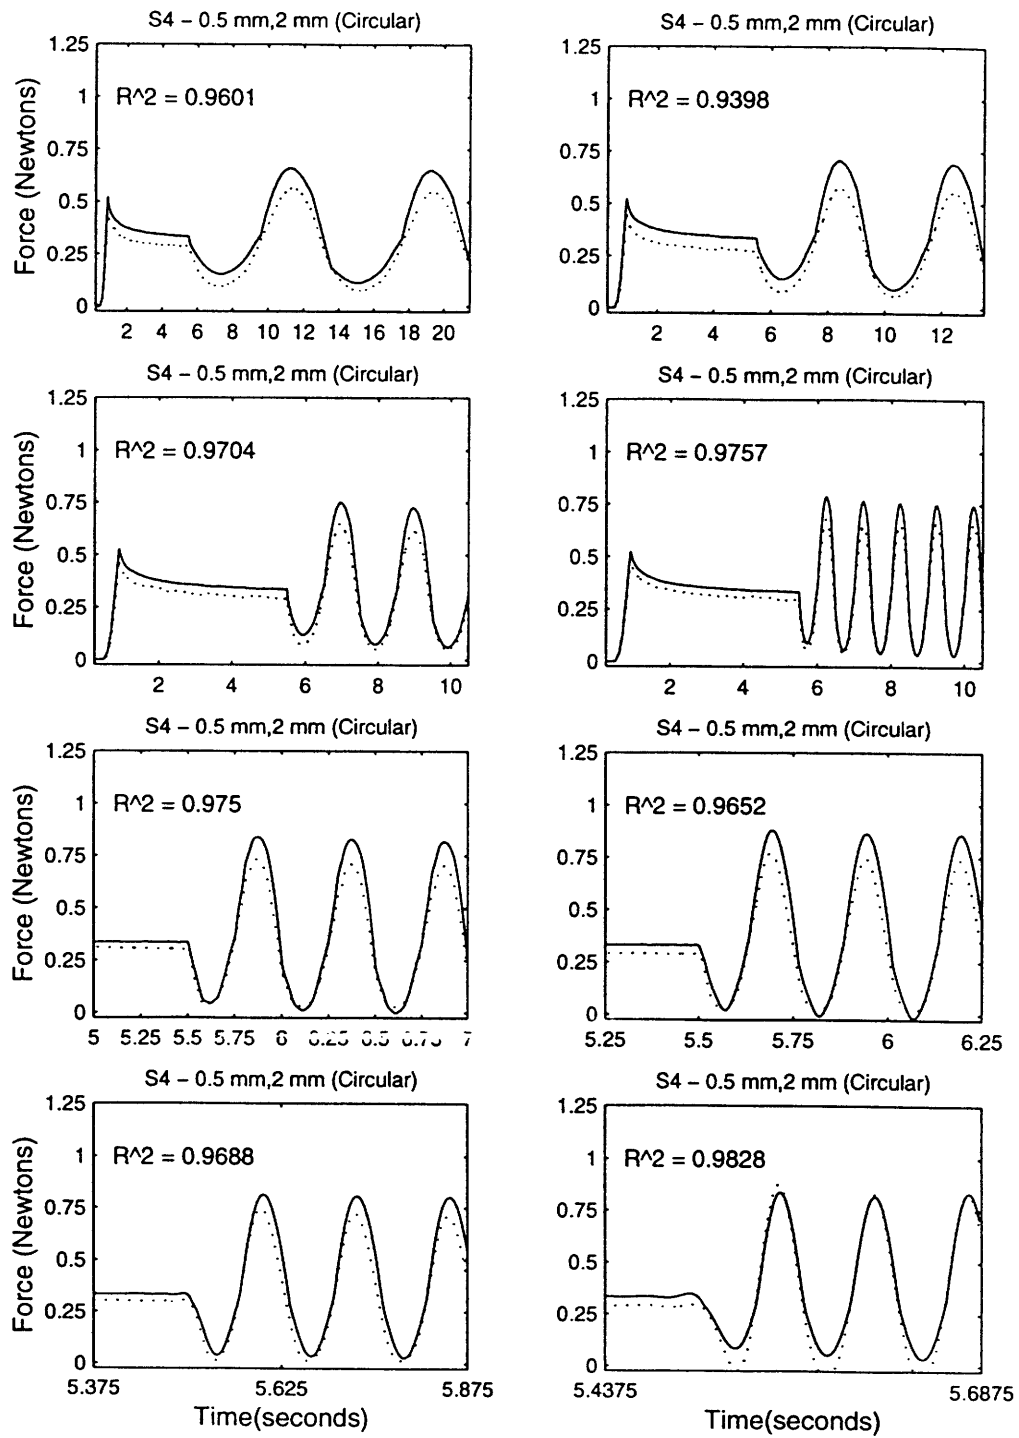 S4 – 0.5 mm,2 mm (Circular)
Force (Newtons)
1.25
1
0.75
0.5
0.25
0
R^2 = 0.9601
2 4 6 8 10 12 14 16 18 20
S4 – 0.5 mm,2 mm (Circular)
1.25
1
0.75
0.5
0.25
0
R^2 = 0.9398
2 4 6 8 10 12
S4 – 0.5 mm,2 mm (Circular)
Force (Newtons)
1.25
1
0.75
0.5
0.25
0
R^2 = 0.9704
2 4 6 8 10
S4 – 0.5 mm,2 mm (Circular)
1.25
1
0.75
0.5
0.25
0
R^2 = 0.9757
2 4 6 8 10
S4 – 0.5 mm,2 mm (Circular)
Force (Newtons)
1.25
1
0.75
0.5
0.25
0
R^2 = 0.975
5 5.25 5.5 5.75 6 7
S4 – 0.5 mm,2 mm (Circular)
1.25
1
0.75
0.5
0.25
0
R^2 = 0.9652
5.25 5.5 5.75 6 6.25
S4 – 0.5 mm,2 mm (Circular)
Force (Newtons)
1.25
1
0.75
0.5
0.25
0
R^2 = 0.9688
5.375 5.625 5.875
Time(seconds)
S4 – 0.5 mm,2 mm (Circular)
1.25
1
0.75
0.5
0.25
0
R^2 = 0.9828
5.4375 5.6875
Time(seconds)